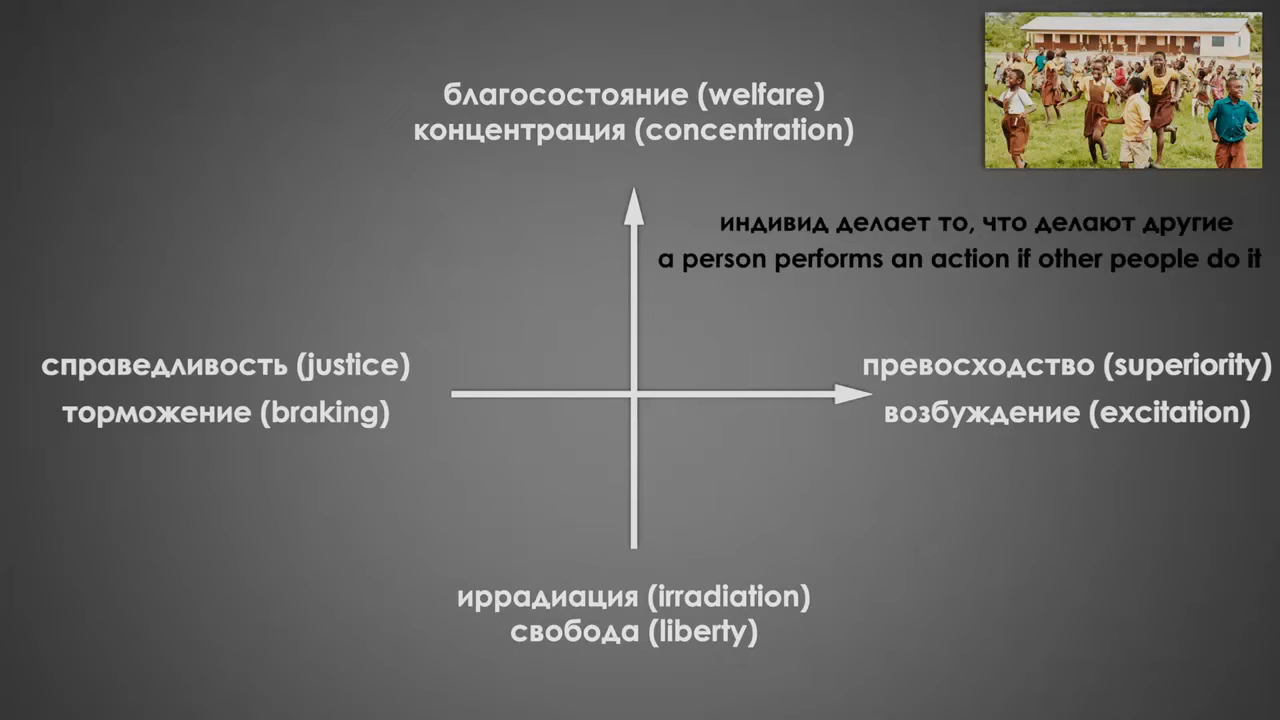 благосостояние (welfare)
концентрация (concentration)
индивид делает то, что делают другие
a person performs an action if other people do it
справедливость (justice)
превосходство (superiority)
торможение (braking)
возбуждение (excitation)
иррадиация (irradiation)
свобода (liberty)